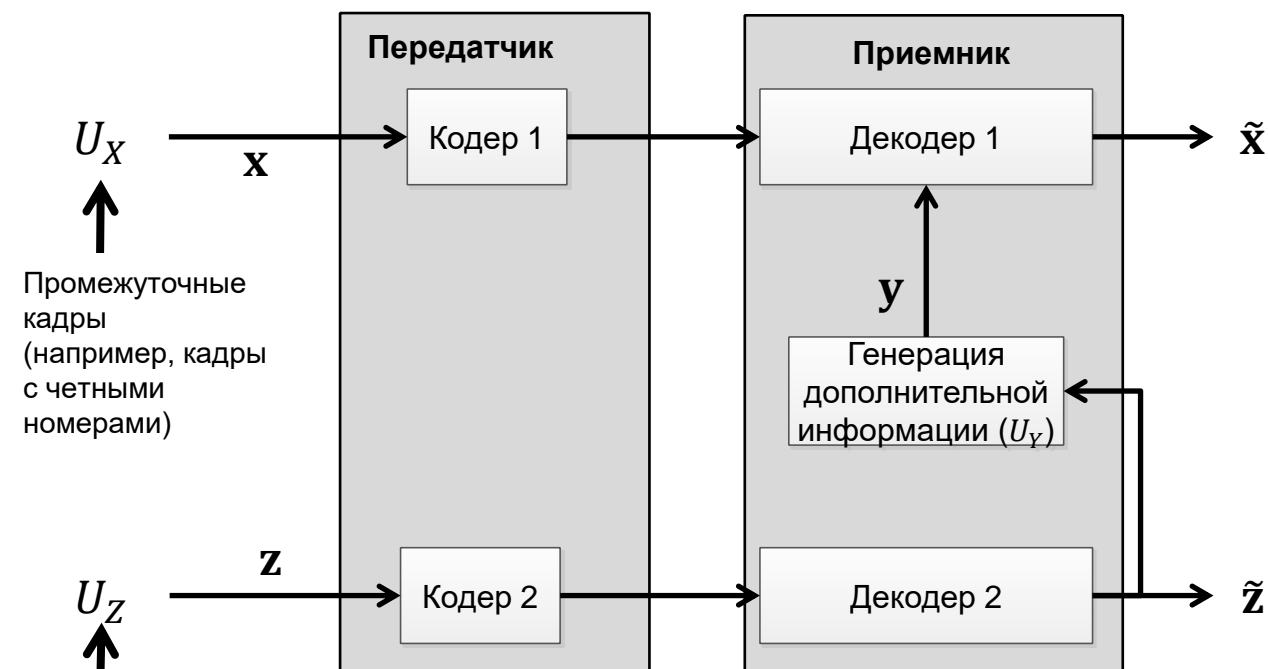 Передатчик
Приемник
U_X
x
Кодер 1
Декодер 1
x̃
Промежуточные
кадры
(например, кадры
с четными
номерами)
y
Генерация
дополнительной
информации (U_Y)
U_Z
z
Кодер 2
Декодер 2
z̃